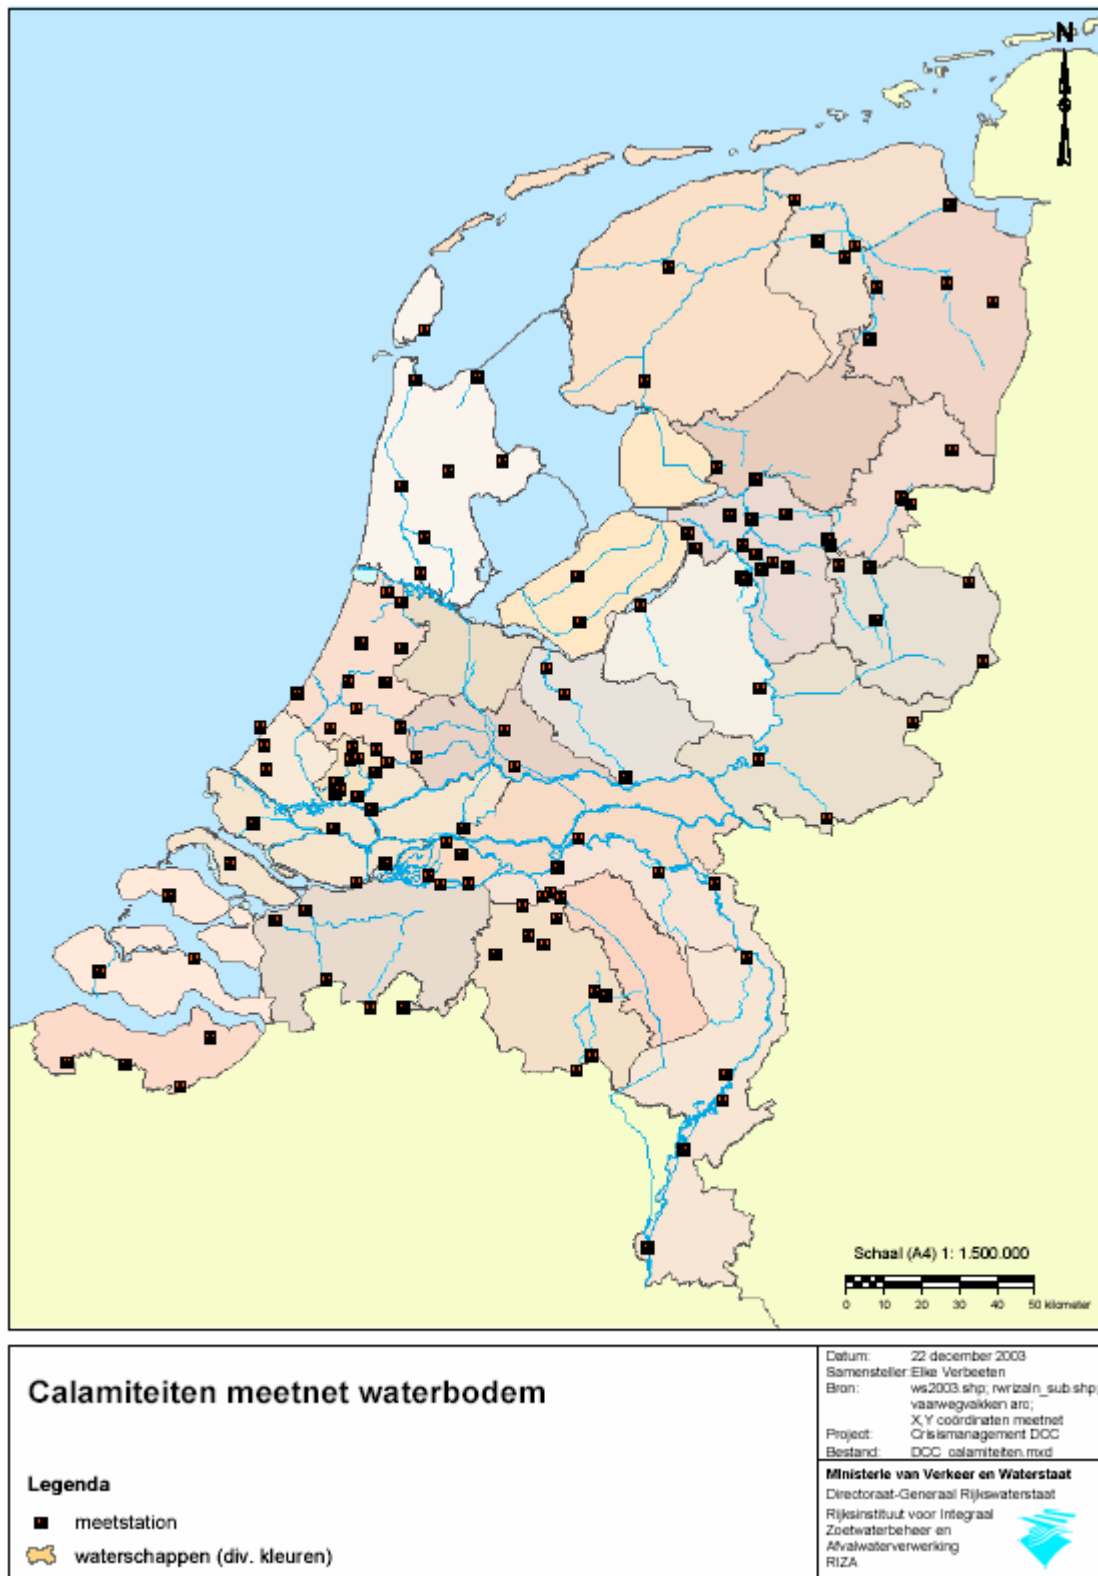 N
Schaal (A4) 1: 1.500.000
0 10 20 30 40 50 kilometer
Calamiteiten meetnet waterbodem
Legenda
meetstation
waterschappen (div. kleuren)
Datum: 22 december 2003
Samensteller: Elke Verbeeten
Bron: ws2003.shp; rwrizaln_sub.shp;
vaarwegvakken arc;
X,Y coördinaten meetnet
Project: Crisismanagement DCC
Bestand: DCC_calamiteiten.mxd
Ministerie van Verkeer en Waterstaat
Directoraat-Generaal Rijkswaterstaat
Rijksinstituut voor Integraal
Zoetwaterbeheer en
Afvalwaterverwerking
RIZA